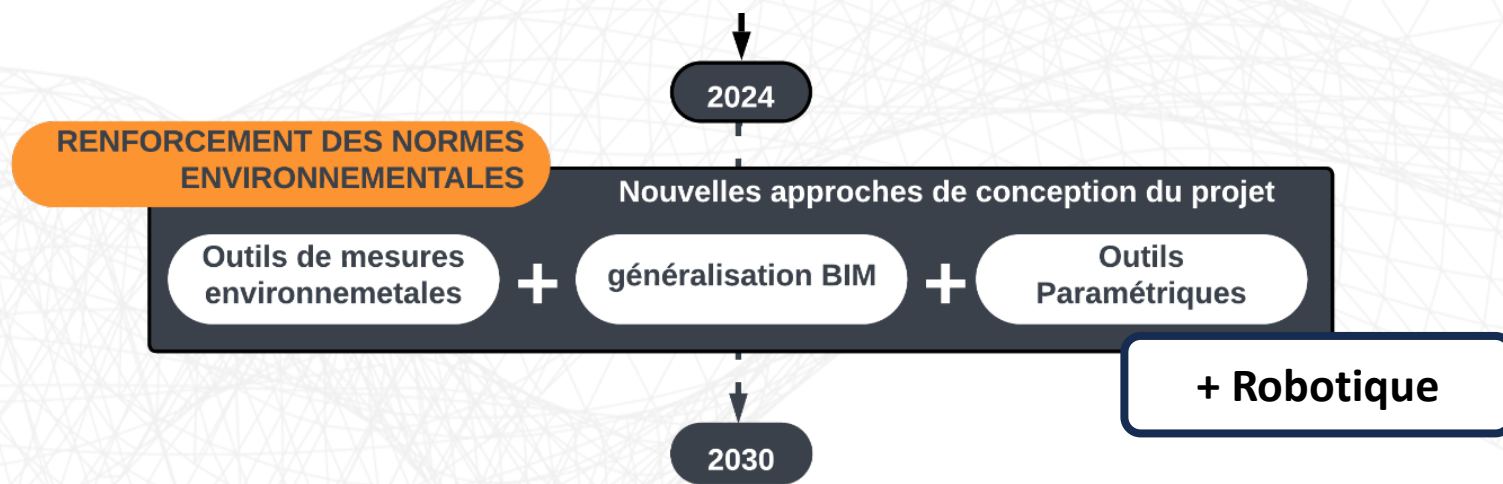 2024
RENFORCEMENT DES NORMES
ENVIRONNEMENTALES
Nouvelles approches de conception du projet
Outils de mesures
environnemetales
+
généralisation BIM
+
Outils
Paramétriques
+ Robotique
2030